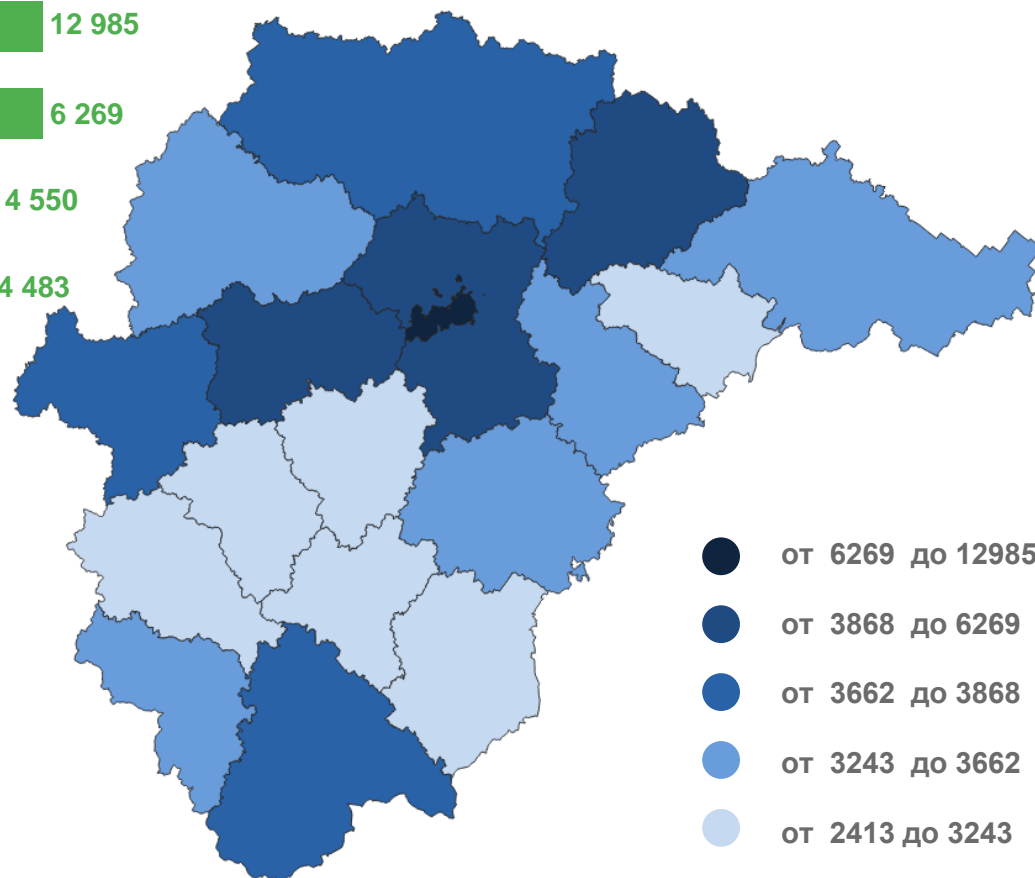 12 985
6 269
4 550
4 483
от 6269 до 12985
от 3868 до 6269
от 3662 до 3868
от 3243 до 3662
от 2413 до 3243